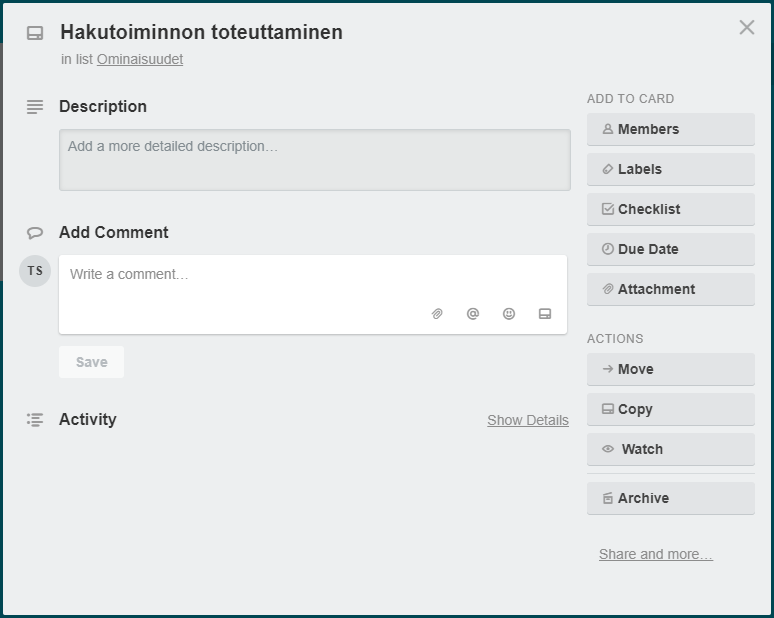 Hakutoiminnon toteuttaminen
in list Ominaisuudet
Description
Add a more detailed description…
Add Comment
TS
Write a comment…
Save
Activity
Show Details
ADD TO CARD
Members
Labels
Checklist
Due Date
Attachment
ACTIONS
Move
Copy
Watch
Archive
Share and more…